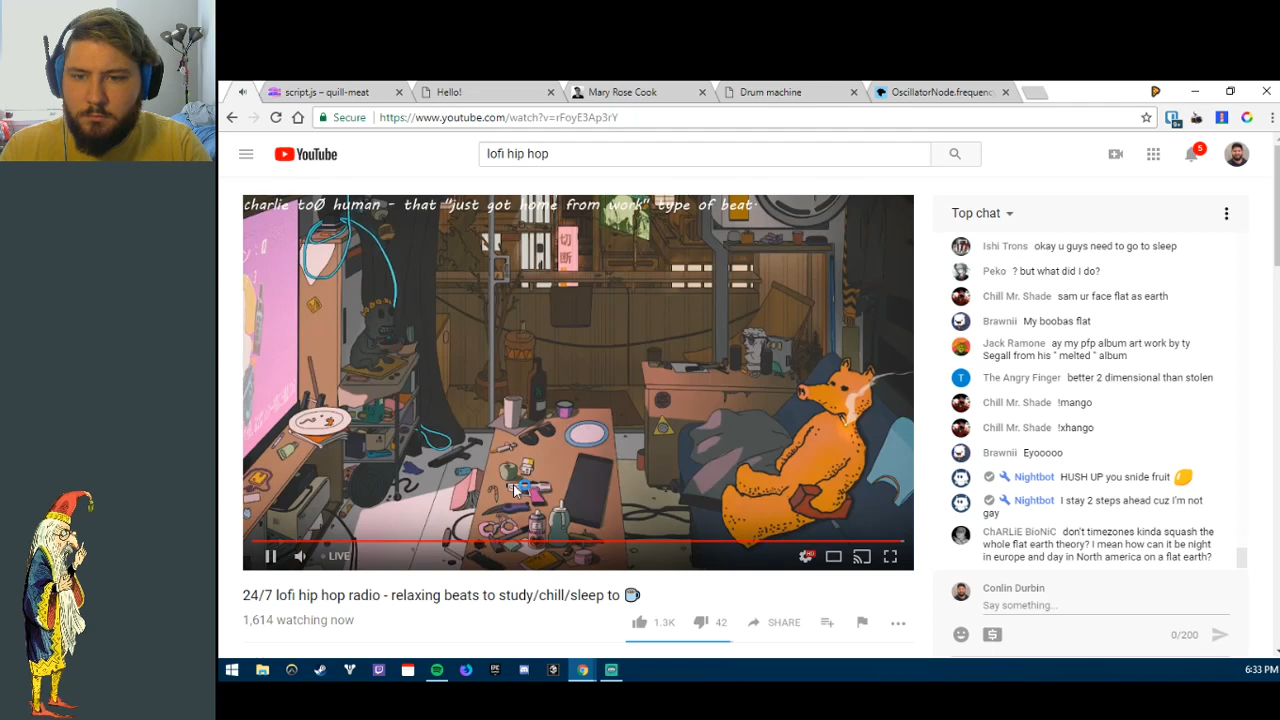 script.js – quill-meat
Hello!
Mary Rose Cook
Drum machine
OscillatorNode.frequenc
Secure
https://www.youtube.com/watch?v=rFoyE3Ap3rY
9+
YouTube
lofi hip hop
5
charlie toØ human - that "just got home from work" type of beat·
切断
LIVE
HD
24/7 lofi hip hop radio - relaxing beats to study/chill/sleep to
1,614 watching now
1.3K
42
SHARE
Top chat
Ishi Trons okay u guys need to go to sleep
Peko ? but what did I do?
Chill Mr. Shade sam ur face flat as earth
Brawnii My boobas flat
Jack Ramone ay my pfp album art work by ty
Segall from his " melted " album
T The Angry Finger better 2 dimensional than stolen
Chill Mr. Shade !mango
Chill Mr. Shade !xhango
Brawnii Eyooooo
Nightbot HUSH UP you snide fruit
Nightbot I stay 2 steps ahead cuz I'm not
gay
ChARLiE BioNiC don't timezones kinda squash the
whole flat earth theory? I mean how can it be night
in europe and day in North america on a flat earth?
Conlin Durbin
Say something...
0/200
6:33 PM